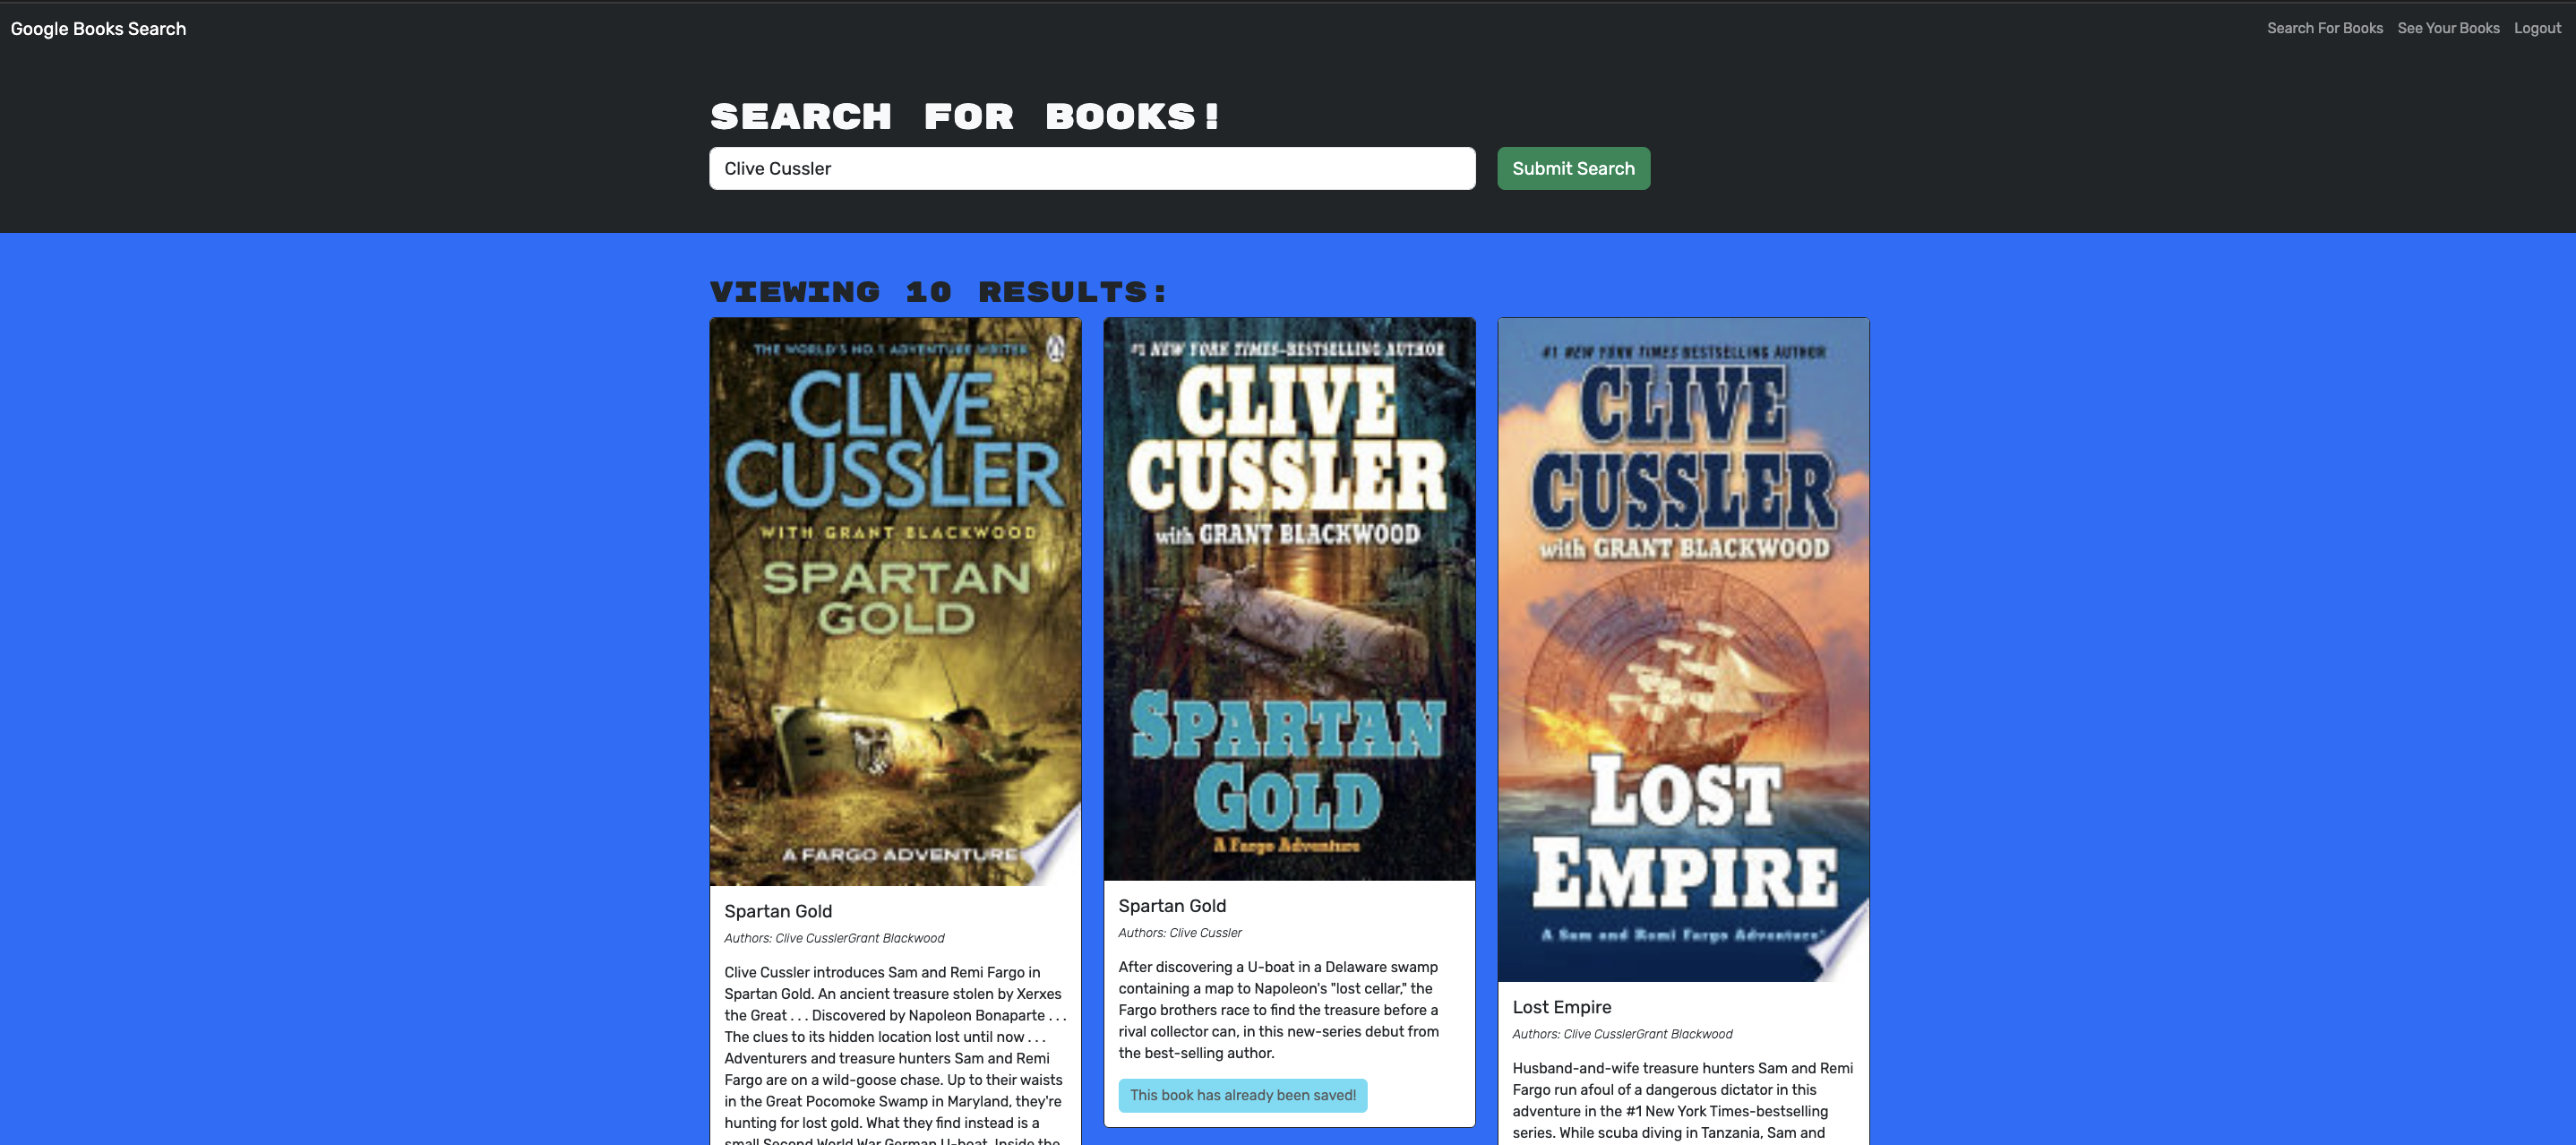 Google Books Search
Search For Books
See Your Books
Logout
SEARCH FOR BOOKS!
Clive Cussler
Submit Search
VIEWING 10 RESULTS:
THE WORLD'S NO.1 ADVENTURE WRITER
CLIVE
CUSSLER
WITH GRANT BLACKWOOD
SPARTAN
GOLD
A FARGO ADVENTURE
Spartan Gold
Authors: Clive CusslerGrant Blackwood
Clive Cussler introduces Sam and Remi Fargo in
Spartan Gold. An ancient treasure stolen by Xerxes
the Great . . . Discovered by Napoleon Bonaparte . . .
The clues to its hidden location lost until now . . .
Adventurers and treasure hunters Sam and Remi
Fargo are on a wild-goose chase. Up to their waists
in the Great Pocomoke Swamp in Maryland, they're
hunting for lost gold. What they find instead is a
small Second World War German U-boat. Inside the
#1 NEW YORK TIMES-BESTSELLING AUTHOR
CLIVE
CUSSLER
with GRANT BLACKWOOD
SPARTAN
GOLD
A Fargo Adventure
Spartan Gold
Authors: Clive Cussler
After discovering a U-boat in a Delaware swamp
containing a map to Napoleon's "lost cellar," the
Fargo brothers race to find the treasure before a
rival collector can, in this new-series debut from
the best-selling author.
This book has already been saved!
#1 NEW YORK TIMES BESTSELLING AUTHOR
CLIVE
CUSSLER
with GRANT BLACKWOOD
LOST
EMPIRE
A Sam and Remi Fargo Adventure
Lost Empire
Authors: Clive CusslerGrant Blackwood
Husband-and-wife treasure hunters Sam and Remi
Fargo run afoul of a dangerous dictator in this
adventure in the #1 New York Times-bestselling
series. While scuba diving in Tanzania, Sam and